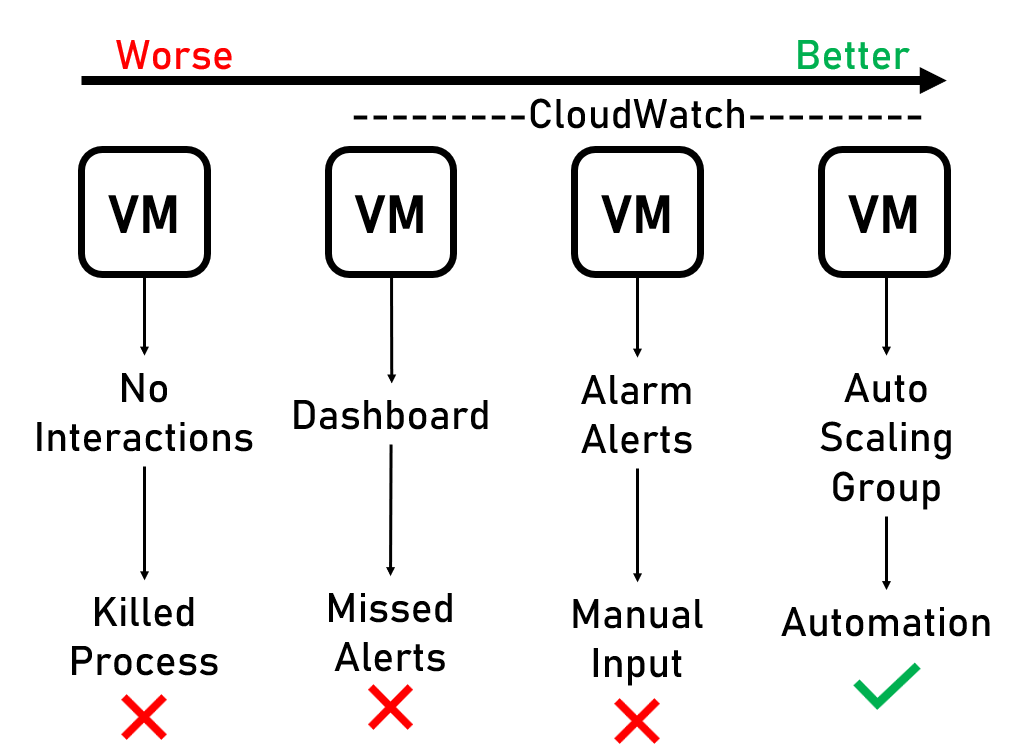 Worse
Better
---------CloudWatch---------
VM
VM
VM
VM
No
Interactions
Dashboard
Alarm
Alerts
Auto
Scaling
Group
Killed
Process
Missed
Alerts
Manual
Input
Automation